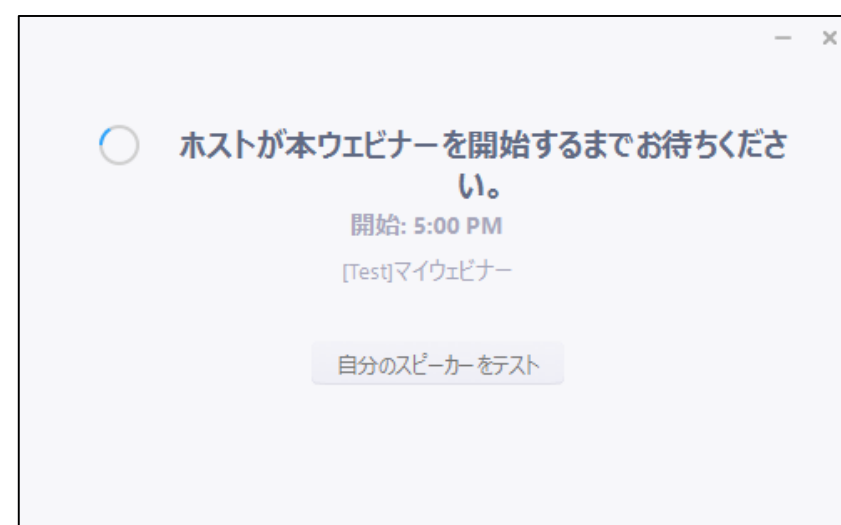 ホストが本ウェビナーを開始するまでお待ちくださ
い。
開始: 5:00 PM
[Test]マイウェビナー
自分のスピーカーをテスト